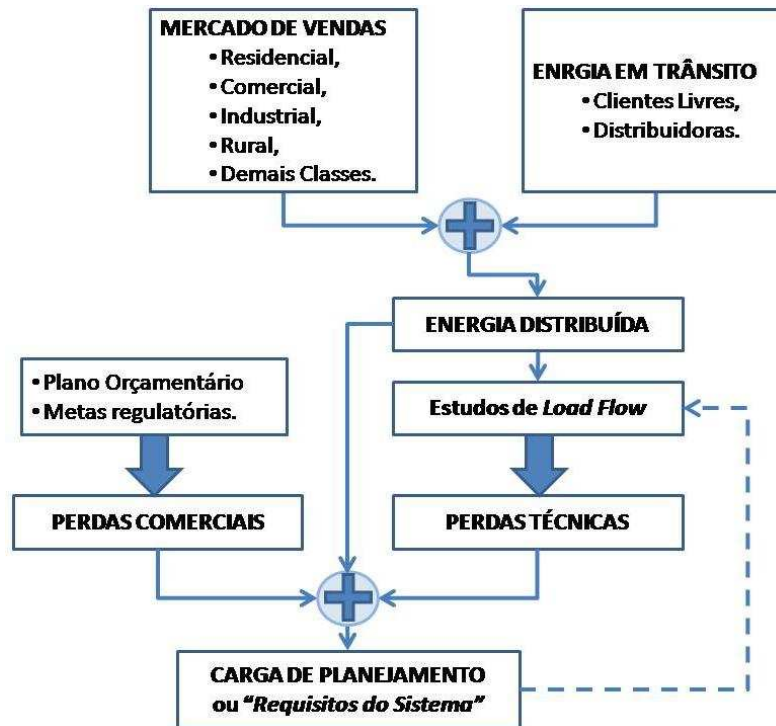 MERCADO DE VENDAS
• Residencial,
• Comercial,
• Industrial,
• Rural,
• Demais Classes.
ENRGIA EM TRÂNSITO
• Clientes Livres,
• Distribuidoras.
ENERGIA DISTRIBUÍDA
• Plano Orçamentário
• Metas regulatórias.
Estudos de Load Flow
PERDAS COMERCIAIS
PERDAS TÉCNICAS
CARGA DE PLANEJAMENTO
ou “Requisitos do Sistema”